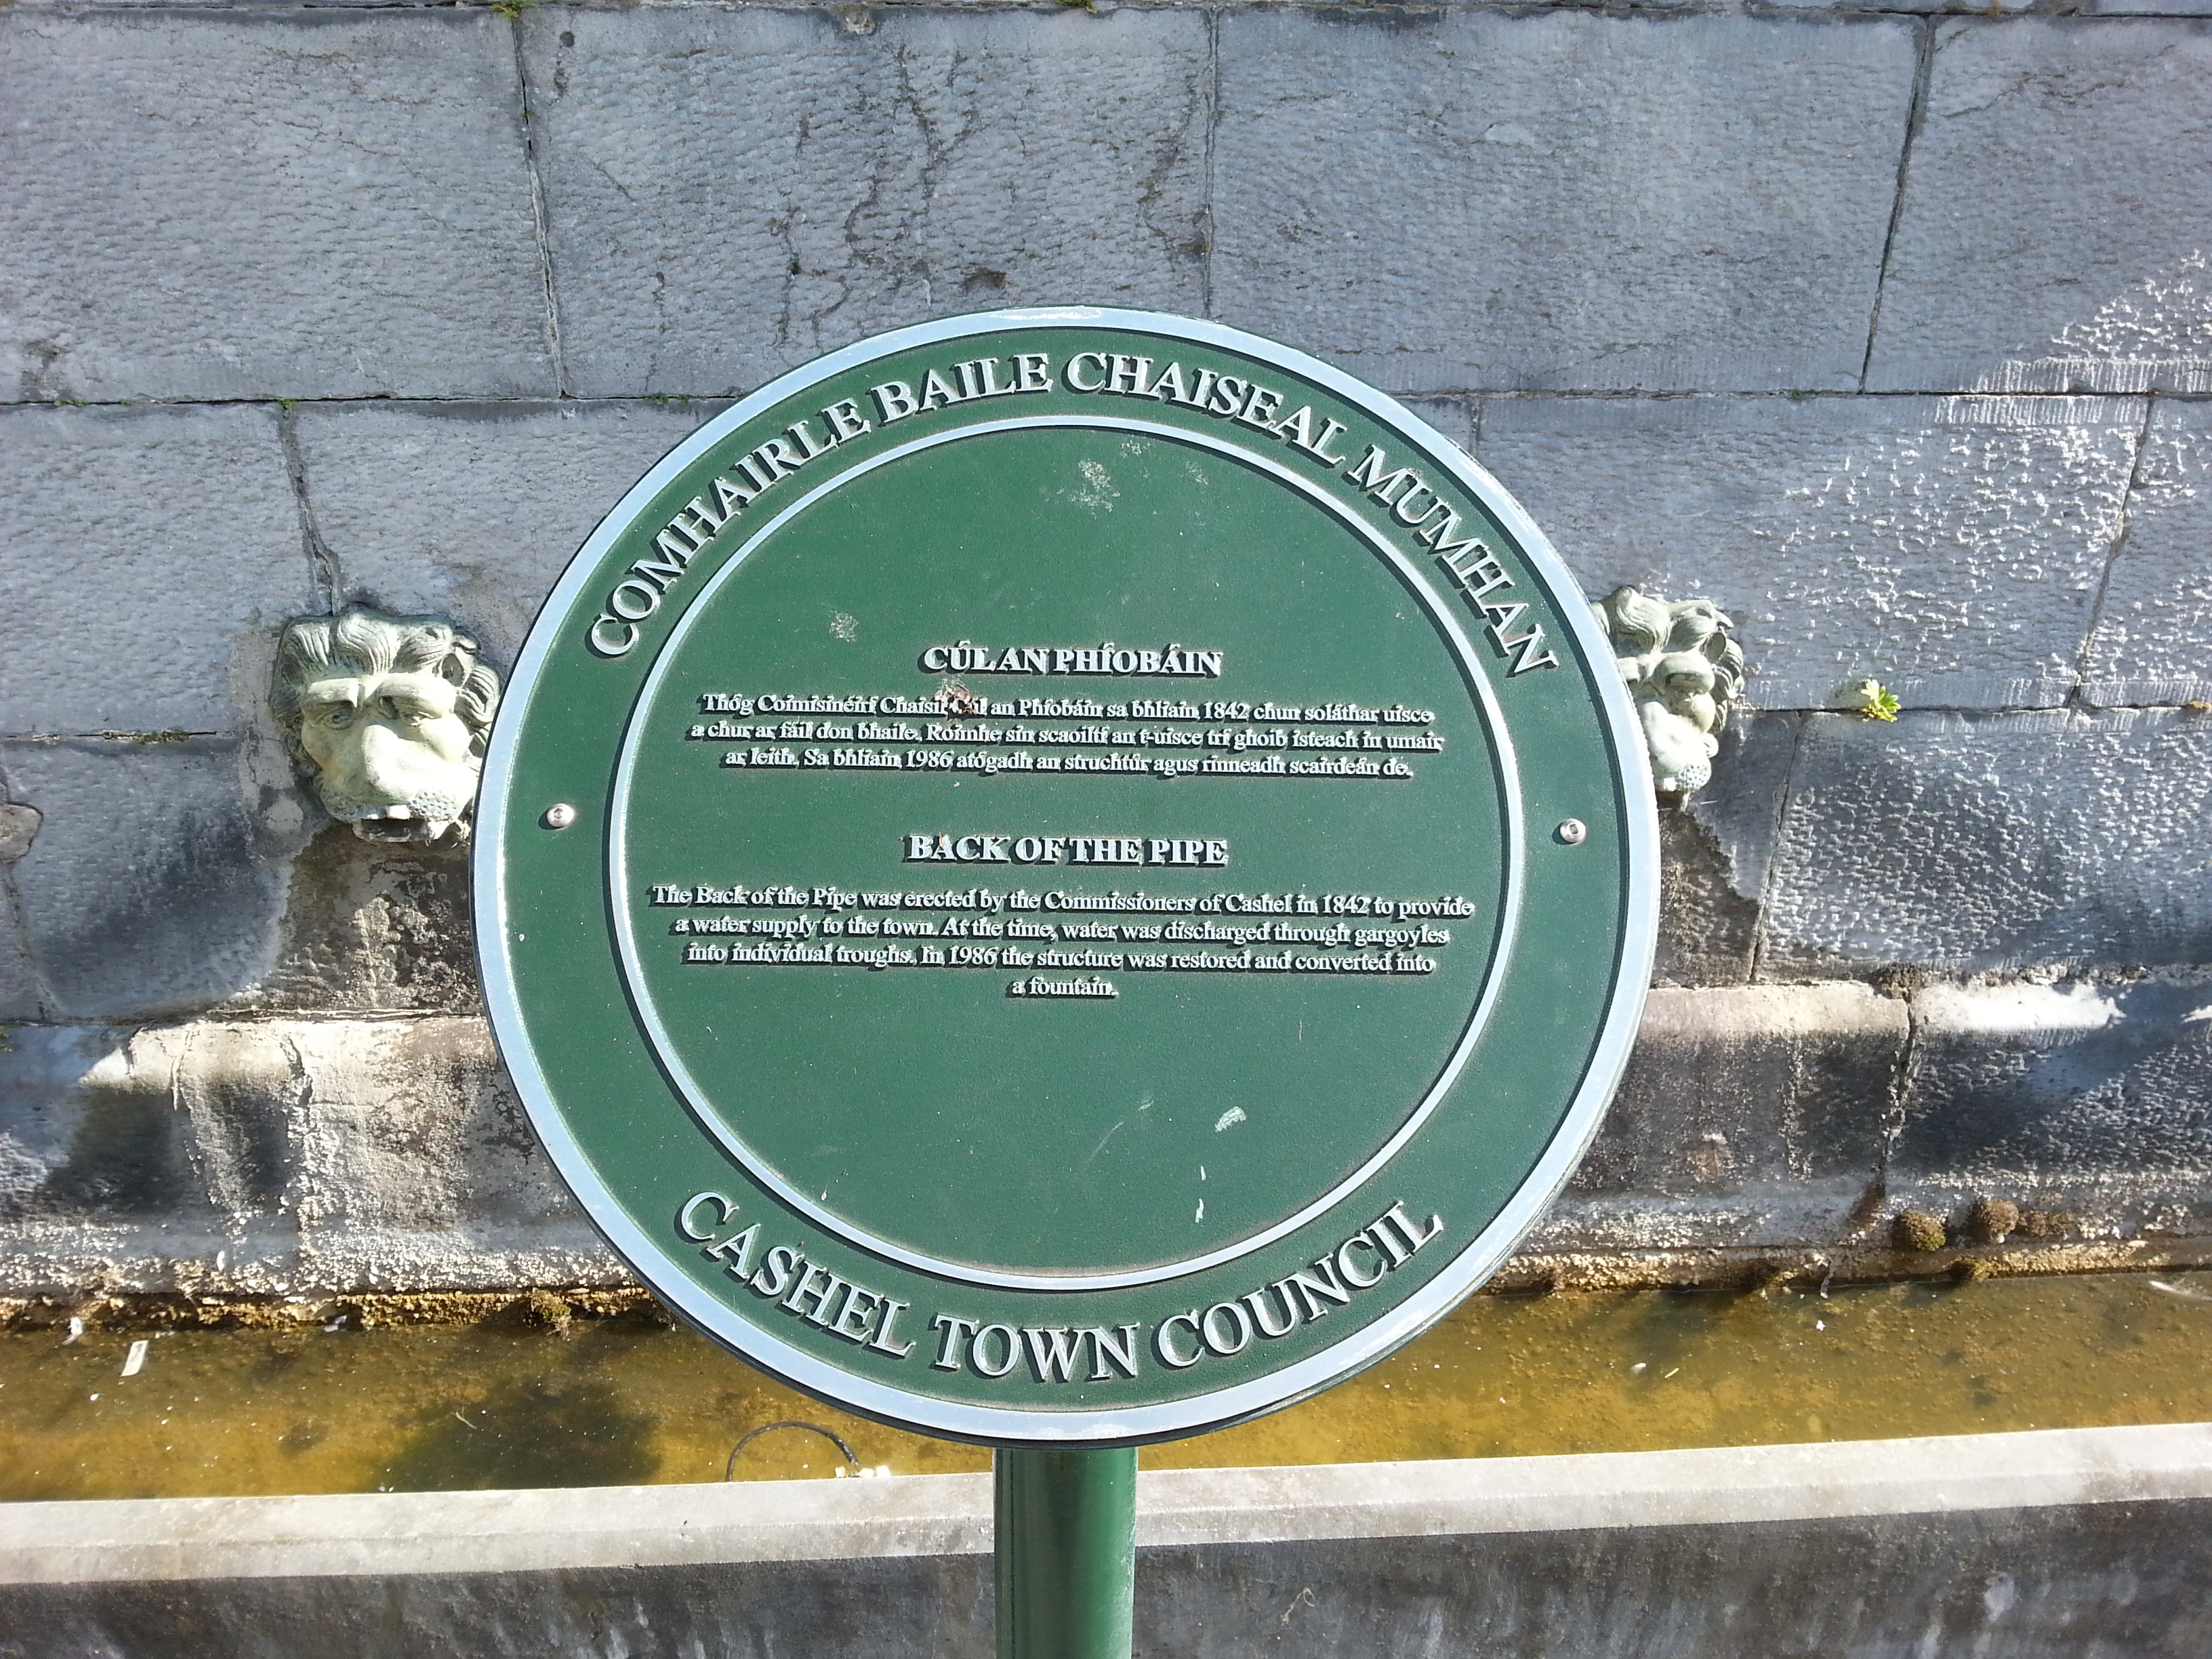 COMHAIRLE BAILE CHAISEAL MUMHAN
CÚL AN PHÍOBÁIN
Thóg Coimisinéirí Chaisil Cúl an Phíobáin sa bhliain 1842 chun soláthar uisce
a chur ar fáil don bhaile. Roimhe sin scaoiltí an t-uisce trí ghoib isteach in umair
ar leith. Sa bhliain 1986 atógadh an struchtúr agus rinneadh scairdeán de.
BACK OF THE PIPE
The Back of the Pipe was erected by the Commissioners of Cashel in 1842 to provide
a water supply to the town. At the time, water was discharged through gargoyles
into individual troughs. In 1986 the structure was restored and converted into
a fountain.
CASHEL TOWN COUNCIL